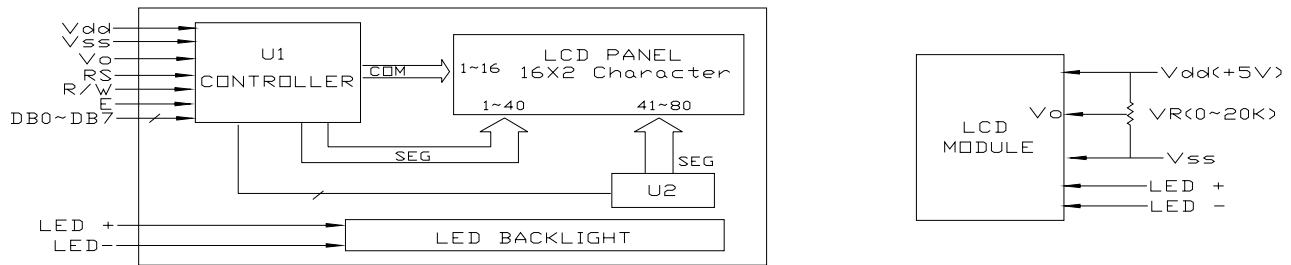 Vdd
Vss
Vo
RS
R/W
E
DB0~DB7
U1
CONTROLLER
COM
1~16
LCD PANEL
16X2 Character
1~40
41~80
SEG
SEG
U2
LED +
LED-
LED BACKLIGHT
LCD
MODULE
Vdd(+5V)
Vo
VR(0~20K)
Vss
LED +
LED -